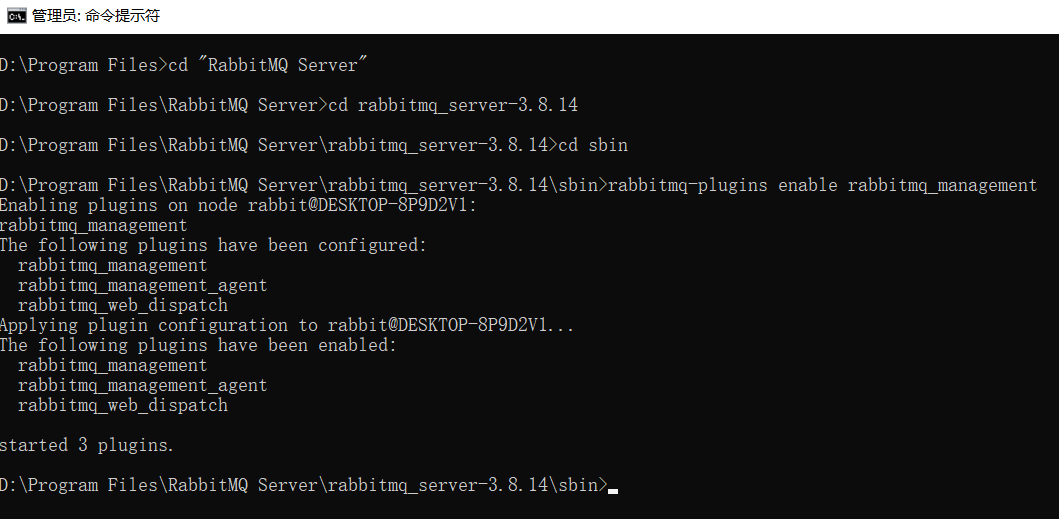 管理员: 命令提示符
D:\Program Files>cd "RabbitMQ Server"
D:\Program Files\RabbitMQ Server>cd rabbitmq_server-3.8.14
D:\Program Files\RabbitMQ Server\rabbitmq_server-3.8.14>cd sbin
D:\Program Files\RabbitMQ Server\rabbitmq_server-3.8.14\sbin>rabbitmq-plugins enable rabbitmq_management
Enabling plugins on node rabbit@DESKTOP-8P9D2V1:
rabbitmq_management
The following plugins have been configured:
  rabbitmq_management
  rabbitmq_management_agent
  rabbitmq_web_dispatch
Applying plugin configuration to rabbit@DESKTOP-8P9D2V1...
The following plugins have been enabled:
  rabbitmq_management
  rabbitmq_management_agent
  rabbitmq_web_dispatch
started 3 plugins.
D:\Program Files\RabbitMQ Server\rabbitmq_server-3.8.14\sbin>